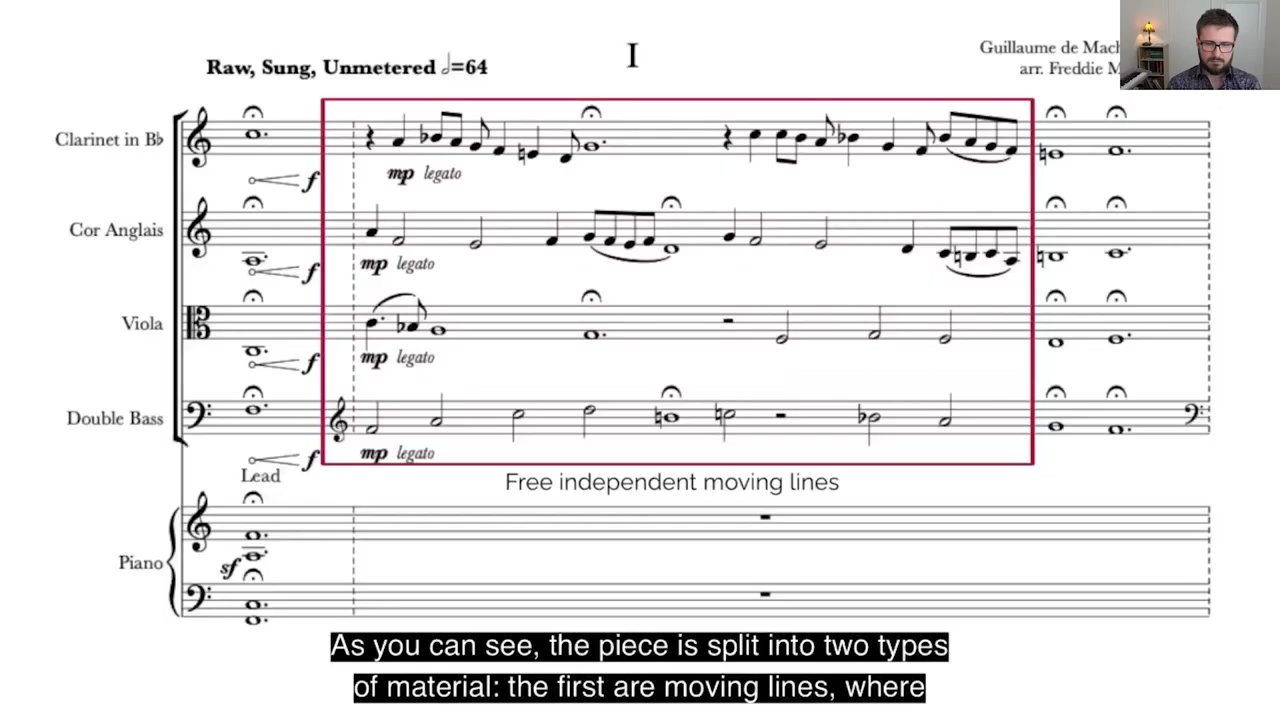 I
Guillaume de
Raw, Sung, Unmetered 𝅗𝅥=64
arr. Freddie
Clarinet in B♭
f
mp legato
Cor Anglais
f
mp legato
Viola
f
mp legato
Double Bass
f
mp legato
Lead
Free independent moving lines
Piano
sf
As you can see, the piece is split into two types
of material: the first are moving lines, where